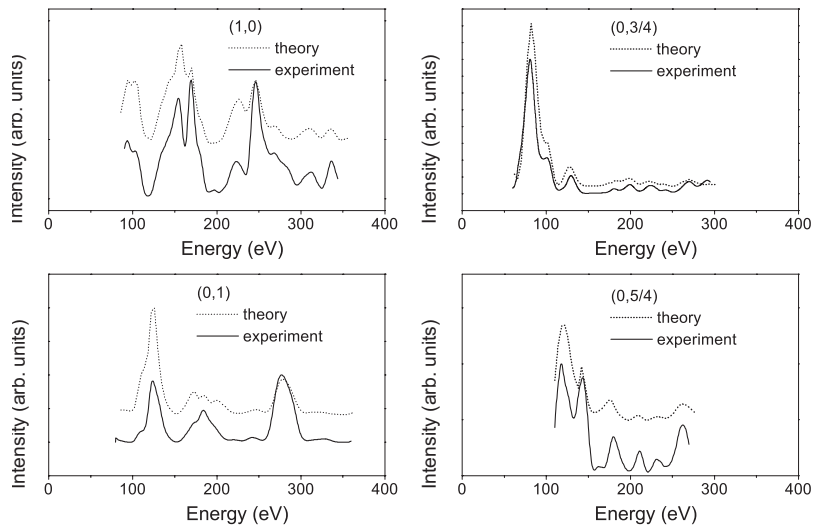 (1,0)
theory
experiment
Intensity (arb. units)
0 100 200 300 400
Energy (eV)
(0,3/4)
theory
experiment
Intensity (arb. units)
0 100 200 300 400
Energy (eV)
(0,1)
theory
experiment
Intensity (arb. units)
0 100 200 300 400
Energy (eV)
(0,5/4)
theory
experiment
Intensity (arb. units)
0 100 200 300 400
Energy (eV)